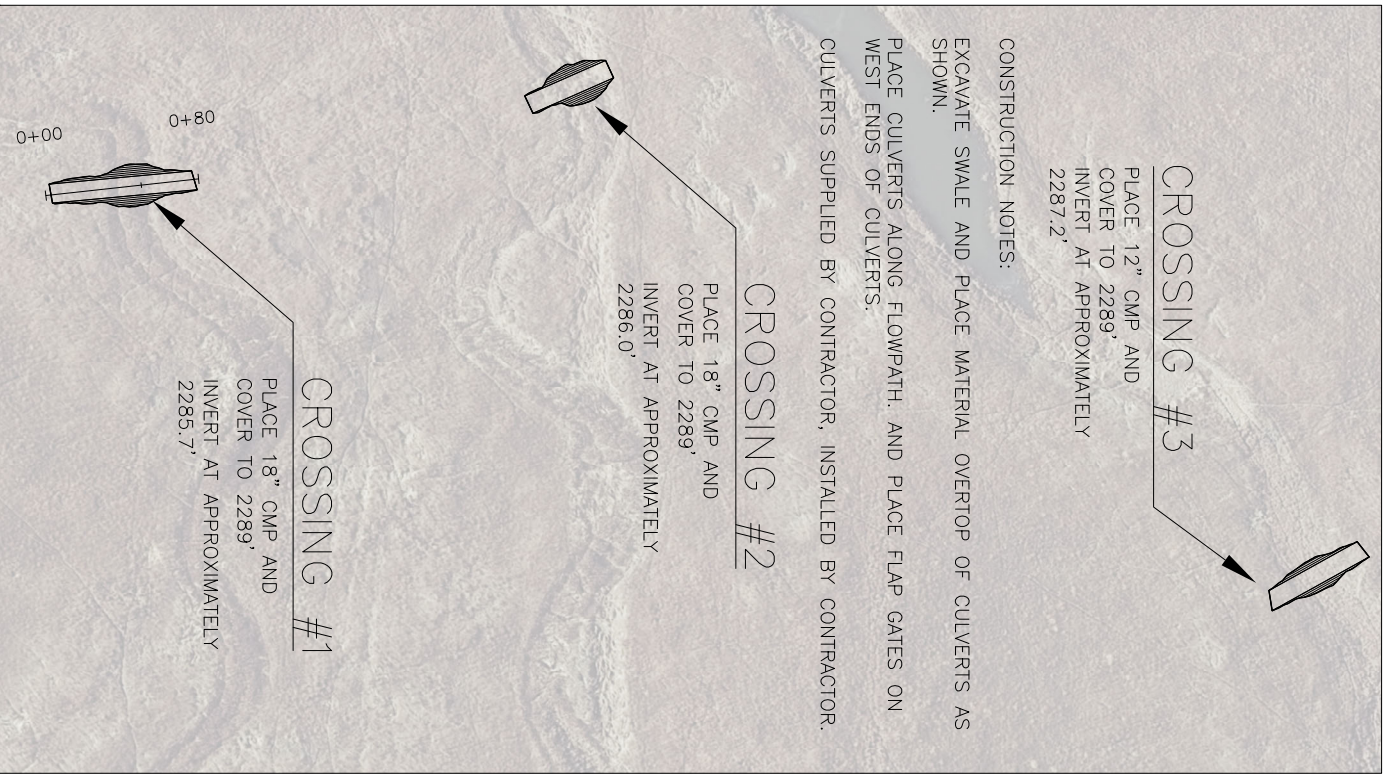 CROSSING #3
PLACE 12" CMP AND
COVER TO 2289'
INVERT AT APPROXIMATELY
2287.2'
CONSTRUCTION NOTES:
EXCAVATE SWALE AND PLACE MATERIAL OVERTOP OF CULVERTS AS
SHOWN.
PLACE CULVERTS ALONG FLOWPATH. AND PLACE FLAP GATES ON
WEST ENDS OF CULVERTS.
CULVERTS SUPPLIED BY CONTRACTOR, INSTALLED BY CONTRACTOR.
CROSSING #2
PLACE 18" CMP AND
COVER TO 2289'
INVERT AT APPROXIMATELY
2286.0'
CROSSING #1
PLACE 18" CMP AND
COVER TO 2289'
INVERT AT APPROXIMATELY
2285.7'
0+80
0+00